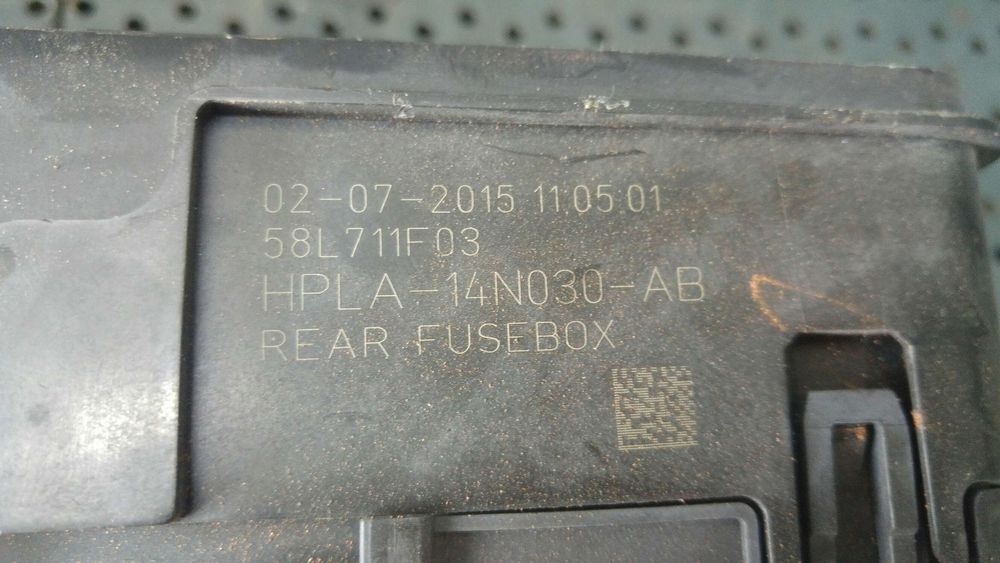 02-07-2015 11:05:01
58L711F03
HPLA-14N030-AB
REAR FUSEBOX